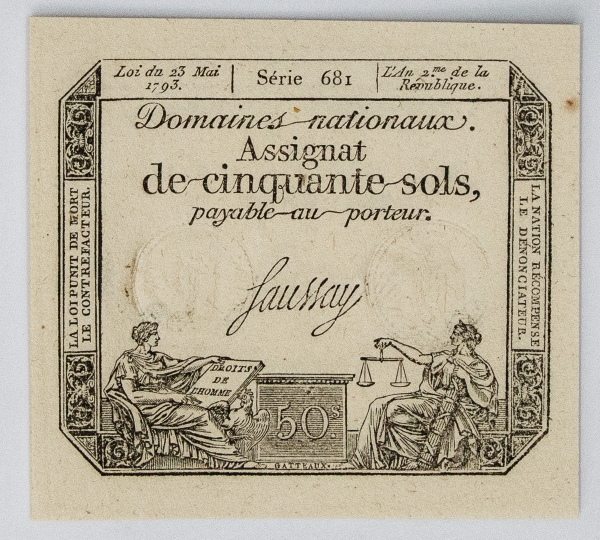 Loi du 23 Mai
1793.
Série 681
L'An 2.me de la
République.
Domaines nationaux.
Assignat
de cinquante sols,
payable au porteur.
LA LOI PUNIT DE MORT
LE CONTREFACTEUR.
LA NATION RÉCOMPENSE
LE DÉNONCIATEUR.
Saussay
DROITS
DE
L'HOMME
50.s
GATTEAUX.